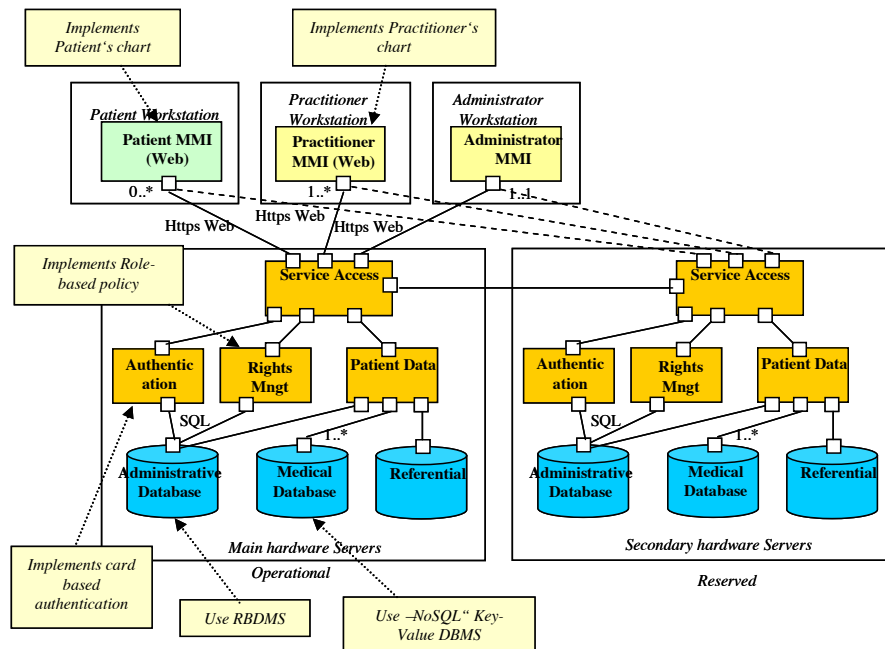 Implements
Patient‘s chart
Implements Practitioner‘s
chart
Patient Workstation
Practitioner
Workstation
Administrator
Workstation
Patient MMI
(Web)
Practitioner
MMI (Web)
Administrator
MMI
0..*
1..*
1..1
Https Web
Https Web
Https Web
Implements Role-
based policy
Service Access
Service Access
Authentic
ation
Rights
Mngt
Patient Data
Authentic
ation
Rights
Mngt
Patient Data
SQL
1..*
SQL
1..*
Administrative
Database
Medical
Database
Referential
Administrative
Database
Medical
Database
Referential
Main hardware Servers
Secondary hardware Servers
Operational
Reserved
Implements card
based
authentication
Use RBDMS
Use –NoSQL“ Key-
Value DBMS